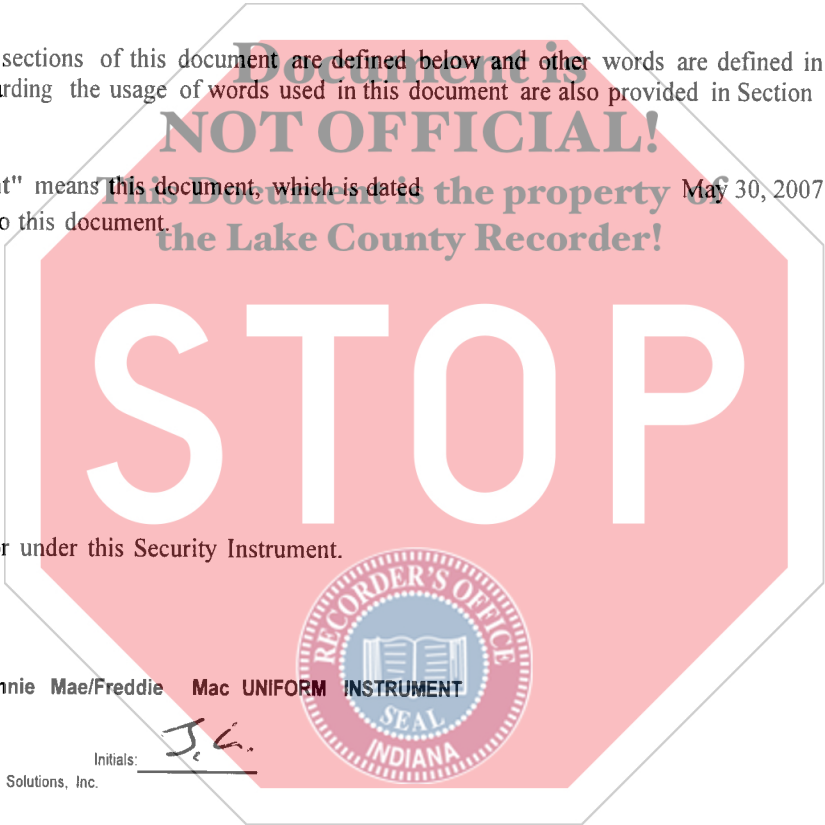 sections of this document are defined below and other words are defined in
Document is
rding the usage of words used in this document are also provided in Section
NOT OFFICIAL!
t" means this document, which is dated May 30, 2007
This Document is the property of
o this document.
the Lake County Recorder!
STOP
r under this Security Instrument.
RECORDER'S OFFICE
SEAL
INDIANA
nnie Mae/Freddie Mac UNIFORM INSTRUMENT
Initials:
Solutions, Inc.